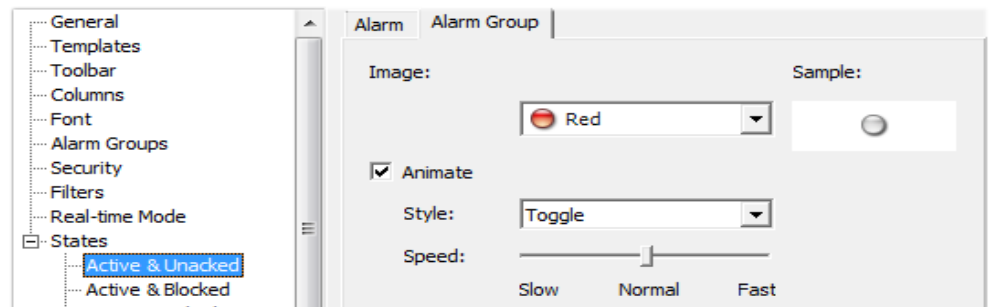 General
Templates
Toolbar
Columns
Font
Alarm Groups
Security
Filters
Real-time Mode
States
Active & Unacked
Active & Blocked
Alarm Alarm Group
Image: Sample:
Red
Animate
Style: Toggle
Speed:
Slow Normal Fast